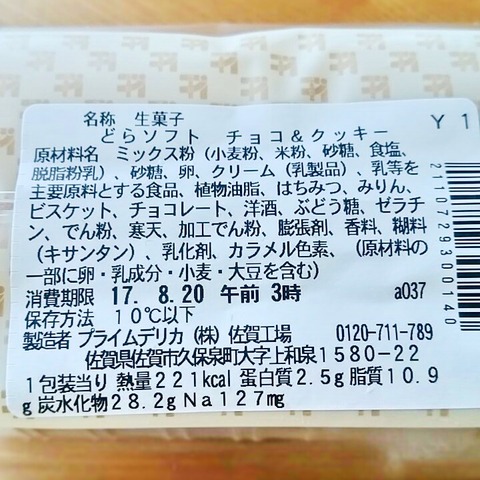 名称 生菓子
どらソフト チョコ&クッキー
Y1
原材料名 ミックス粉(小麦粉、米粉、砂糖、食塩、
脱脂粉乳)、砂糖、卵、クリーム(乳製品)、乳等を
主要原料とする食品、植物油脂、はちみつ、みりん、
ビスケット、チョコレート、洋酒、ぶどう糖、ゼラチ
ン、でん粉、寒天、加工でん粉、膨張剤、香料、糊料
(キサンタン)、乳化剤、カラメル色素、(原材料の
一部に卵・乳成分・小麦・大豆を含む)
消費期限 17. 8.20 午前 3時 a037
保存方法 10℃以下
製造者 プライムデリカ(株)佐賀工場 0120-711-789
佐賀県佐賀市久保泉町大字上和泉1580-22
1包装当り 熱量221kcal 蛋白質2.5g 脂質10.9
g 炭水化物28.2g Na127mg
2110729300140